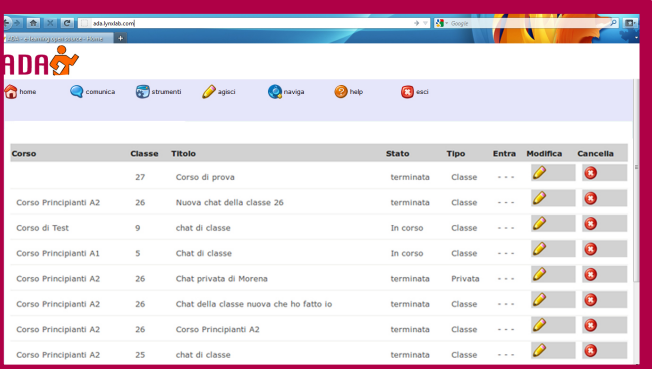 ada.lynxlab.com
Google
ADA
home comunica strumenti agisci naviga help esci
Corso Classe Titolo Stato Tipo Entra Modifica Cancella
27 Corso di prova terminata Classe - - -
Corso Principianti A2 26 Nuova chat della classe 26 terminata Classe - - -
Corso di Test 9 chat di classe In corso Classe - - -
Corso Principianti A1 5 Chat di classe In corso Classe - - -
Corso Principianti A2 26 Chat privata di Morena terminata Privata - - -
Corso Principianti A2 26 Chat della classe nuova che ho fatto io terminata Classe - - -
Corso Principianti A2 26 Corso Principianti A2 terminata Classe - - -
Corso Principianti A2 25 chat di classe terminata Classe - - -